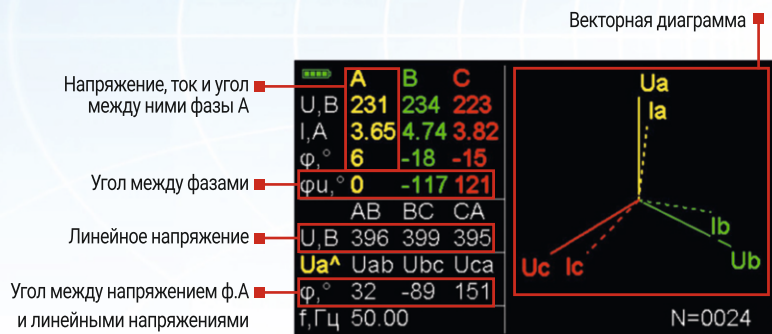 Векторная диаграмма
Напряжение, ток и угол
между ними фазы А
Угол между фазами
Линейное напряжение
Угол между напряжением ф.А
и линейными напряжениями
A B C
U,В 231 234 223
I,A 3.65 4.74 3.82
φ,° 6 -18 -15
φu,° 0 -117 121
AB BC CA
U,В 396 399 395
Ua^ Uab Ubc Uca
φ,° 32 -89 151
f,Гц 50.00
Ua
Ia
Ib
Ub
Uc Ic
N=0024